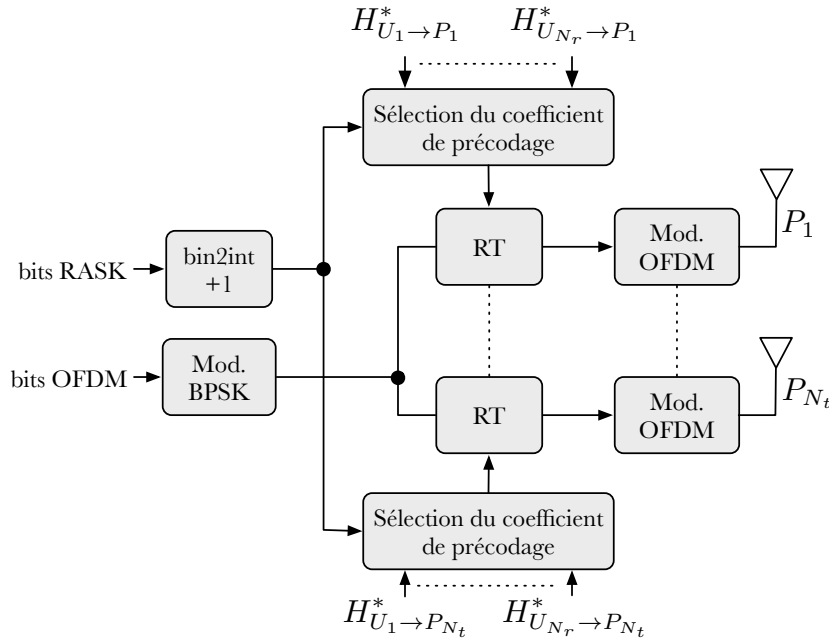 H*_{U_1→P_1} H*_{U_{N_r}→P_1}
Sélection du coefficient
de précodage
bits RASK
bin2int
+1
RT
Mod.
OFDM
P_1
bits OFDM
Mod.
BPSK
RT
Mod.
OFDM
P_{N_t}
Sélection du coefficient
de précodage
H*_{U_1→P_{N_t}} H*_{U_{N_r}→P_{N_t}}